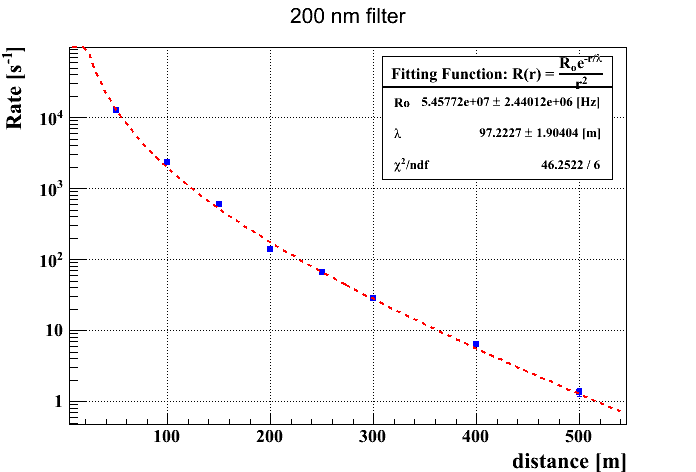 200 nm filter
Rate [s⁻¹]
Fitting Function: R(r) = Rₒe^-r/λ
r²
Ro 5.45772e+07 ± 2.44012e+06 [Hz]
λ 97.2227 ± 1.90404 [m]
χ²/ndf 46.2522 / 6
10⁴
10³
10²
10
1
100 200 300 400 500
distance [m]